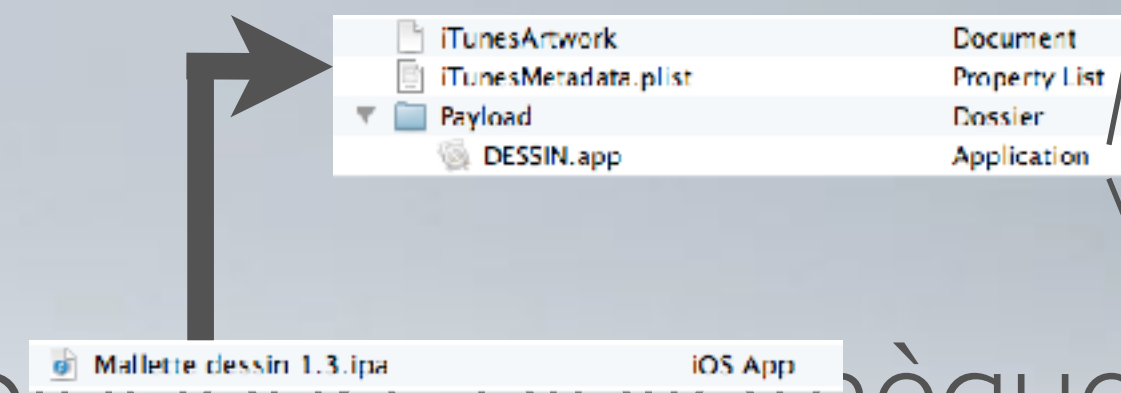 iTunesArtwork Document
iTunesMetadata.plist Property List
Payload Dossier
DESSIN.app Application
Mallette dessin 1.3.ipa iOS App